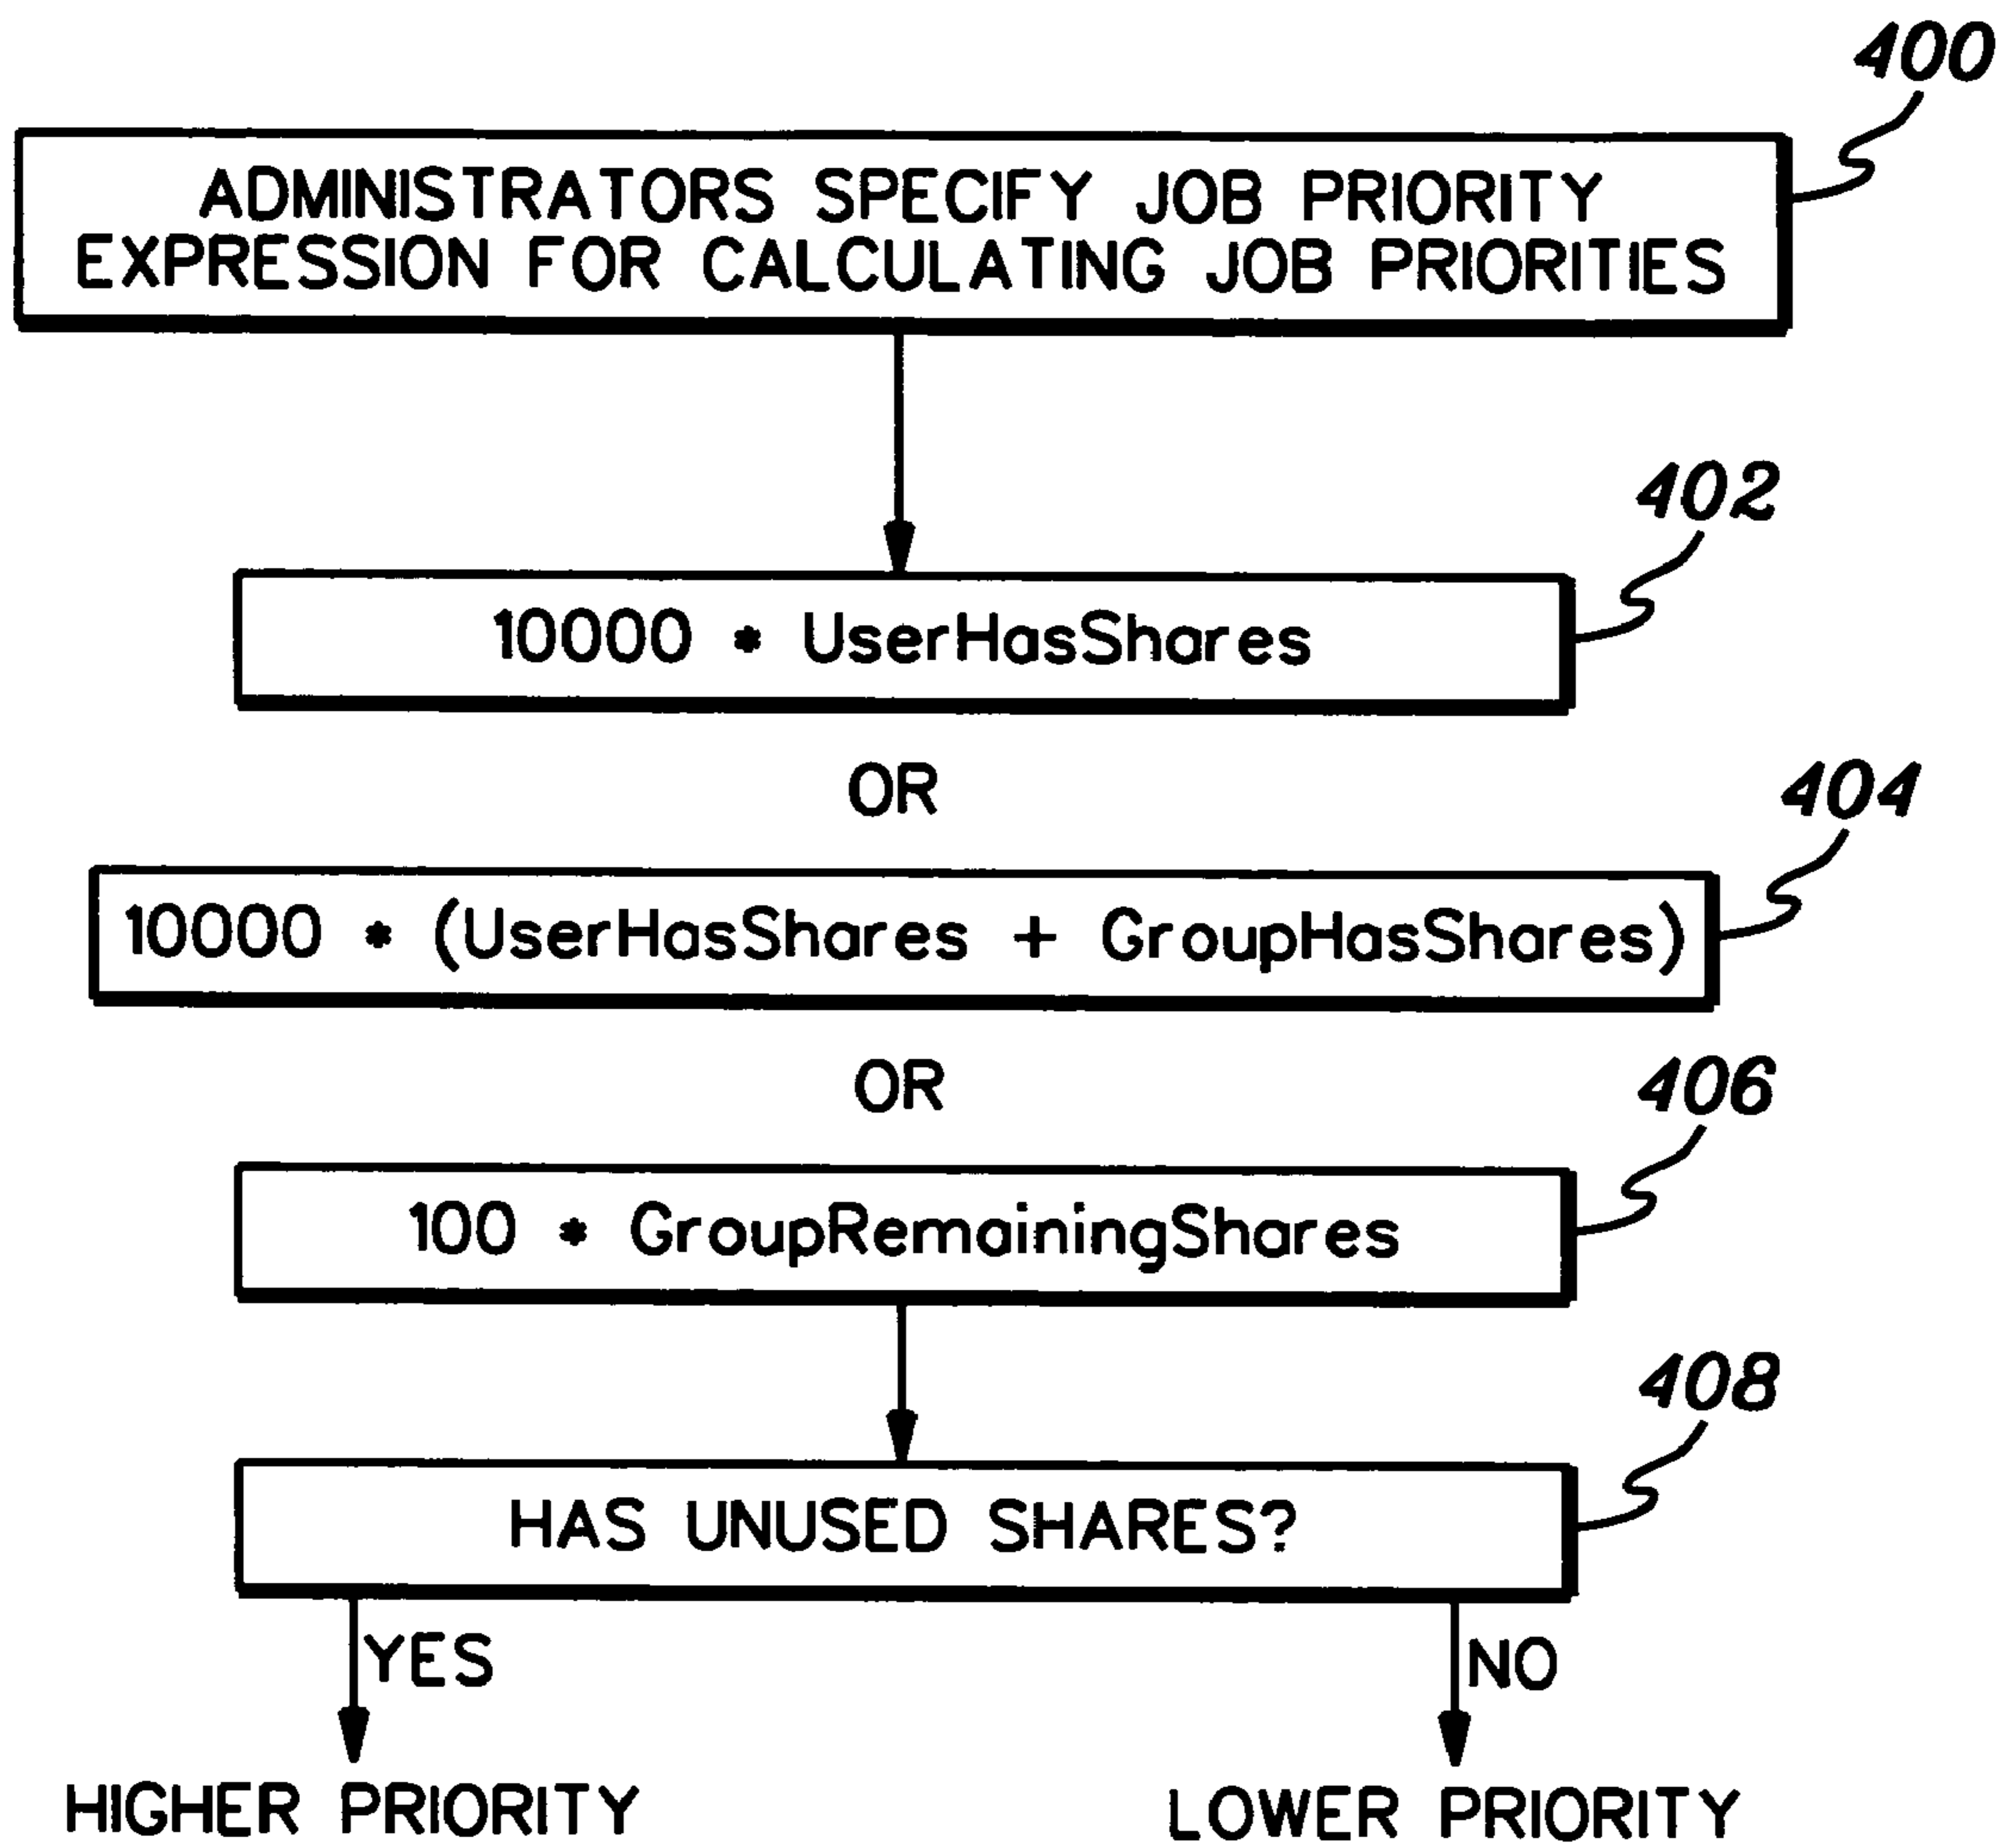 400
ADMINISTRATORS SPECIFY JOB PRIORITY
EXPRESSION FOR CALCULATING JOB PRIORITIES
402
10000 * UserHasShares
OR
404
10000 * (UserHasShares + GroupHasShares)
OR
406
100 * GroupRemainingShares
408
HAS UNUSED SHARES?
YES
NO
HIGHER PRIORITY
LOWER PRIORITY